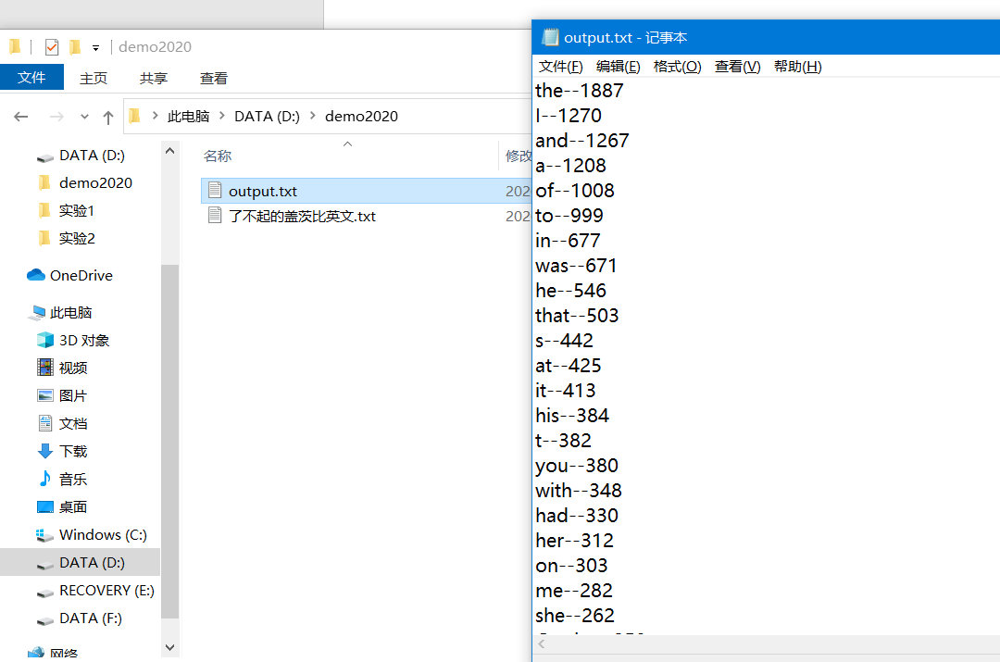 demo2020
文件
主页
共享
查看
此电脑
DATA (D:)
demo2020
DATA (D:)
demo2020
实验1
实验2
OneDrive
此电脑
3D 对象
视频
图片
文档
下载
音乐
桌面
Windows (C:)
DATA (D:)
RECOVERY (E:)
DATA (F:)
网络
名称
修改
output.txt
202
了不起的盖茨比英文.txt
202
output.txt - 记事本
文件(F) 编辑(E) 格式(O) 查看(V) 帮助(H)
the--1887
I--1270
and--1267
a--1208
of--1008
to--999
in--677
was--671
he--546
that--503
s--442
at--425
it--413
his--384
t--382
you--380
with--348
had--330
her--312
on--303
me--282
she--262